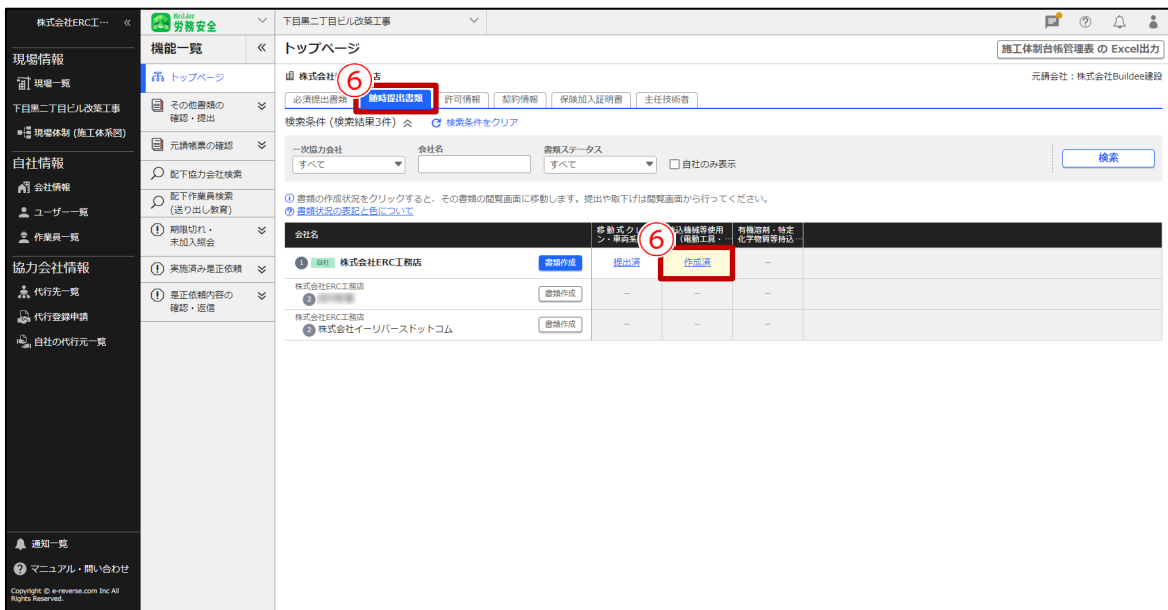 株式会社ERC工…
«
Buildee
労務安全
下目黒二丁目ビル改築工事
現場情報
現場一覧
下目黒二丁目ビル改築工事
現場体制 (施工体系図)
自社情報
会社情報
ユーザー一覧
作業員一覧
協力会社情報
代行先一覧
代行登録申請
自社の代行元一覧
通知一覧
マニュアル・問い合わせ
Copyright © e-reverse.com Inc All
Rights Reserved.
機能一覧
«
トップページ
その他書類の
確認・提出
元請帳票の確認
配下協力会社検索
配下作業員検索
(送り出し教育)
期限切れ・
未加入照会
実施済み是正依頼
是正依頼内容の
確認・返信
トップページ
施工体制台帳管理表 の Excel出力
株式会社
店
元請会社：株式会社Buildee建設
⑥
必須提出書類
随時提出書類
許可情報
契約情報
保険加入証明書
主任技術者
検索条件 (検索結果3件)
検索条件をクリア
一次協力会社
会社名
書類ステータス
すべて
すべて
自社のみ表示
検索
書類の作成状況をクリックすると、その書類の閲覧画面に移動します。提出や取下げは閲覧画面から行ってください。
書類状況の表記と色について
会社名
移動式クレ
ン・車両系
⑥
込機械等使用
（電動工具・…
有機溶剤・特定
化学物質等持込…
1 自社 株式会社ERC工務店
書類作成
提出済
作成済
–
株式会社ERC工務店
2
書類作成
–
–
–
株式会社ERC工務店
2 株式会社イーリバースドットコム
書類作成
–
–
–